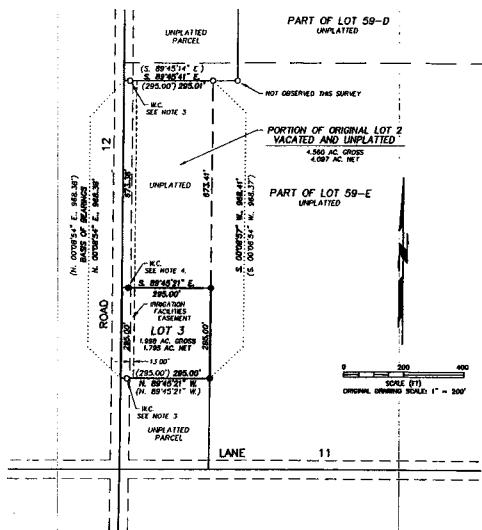 UNPLATTED
PARCEL
PART OF LOT 59-D
UNPLATTED
(S. 89°45'14" E.)
S. 89°45'41" E.
(295.00') 295.01'
NOT OBSERVED THIS SURVEY
W.C.
SEE NOTE 3
PORTION OF ORIGINAL LOT 2
VACATED AND UNPLATTED
4.560 AC. GROSS
4.097 AC. NET
12
UNPLATTED
PART OF LOT 59-E
UNPLATTED
673.38'
673.41'
(N. 00°08'54" E., 968.38')
BASIS OF BEARINGS
N. 00°08'54" E., 968.38'
S. 00°08'57" W., 968.41'
(S. 00°08'54" W., 968.37')
W.C.
SEE NOTE 4
S. 89°45'21" E.
295.00'
IRRIGATION
FACILITIES
EASEMENT
ROAD
LOT 3
1.998 AC. GROSS
1.795 AC. NET
295.00'
295.00'
13.00'
(295.00') 295.00'
N. 89°45'21" W.
(N. 89°45'21" W.)
W.C.
SEE NOTE 3
UNPLATTED
PARCEL
0 200 400
SCALE (FT)
ORIGINAL DRAWING SCALE: 1" = 200'
LANE 11